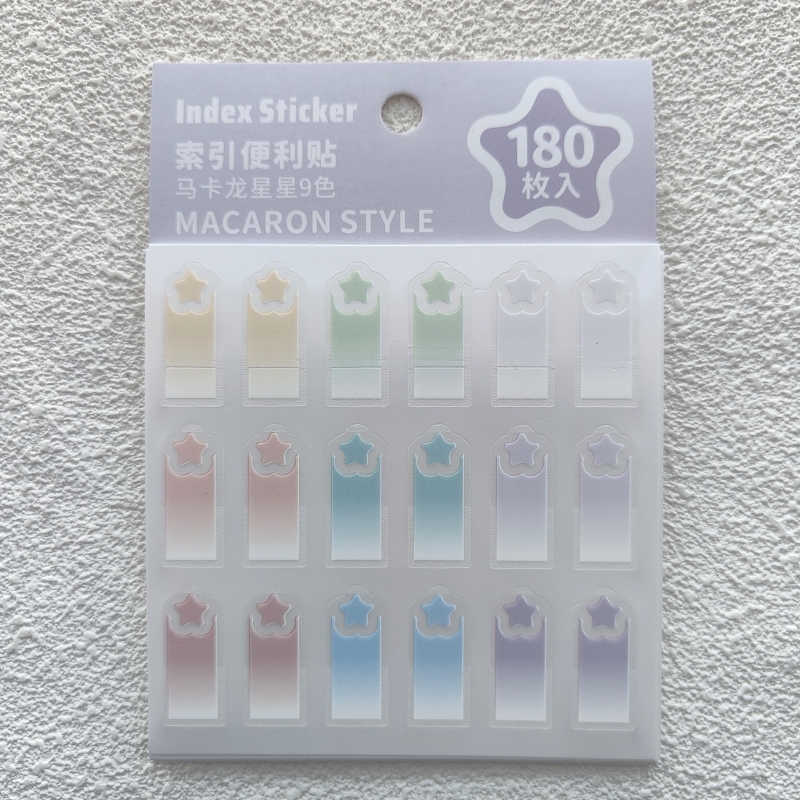 Index Sticker
索引便利贴
马卡龙星星9色
MACARON STYLE
180
枚入